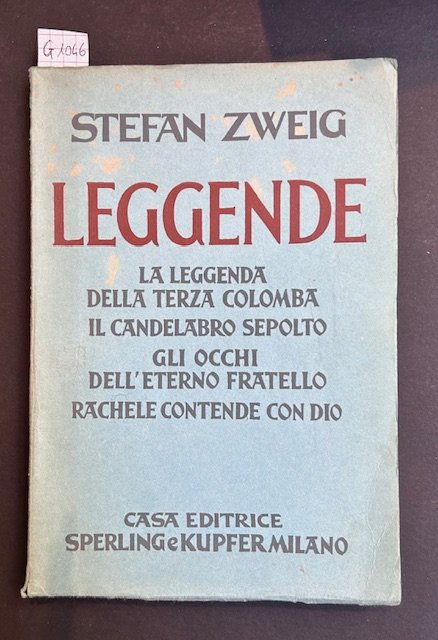 G1046
STEFAN ZWEIG
LEGGENDE
LA LEGGENDA
DELLA TERZA COLOMBA
IL CANDELABRO SEPOLTO
GLI OCCHI
DELL'ETERNO FRATELLO
RACHELE CONTENDE CON DIO
CASA EDITRICE
SPERLING e KUPFER MILANO